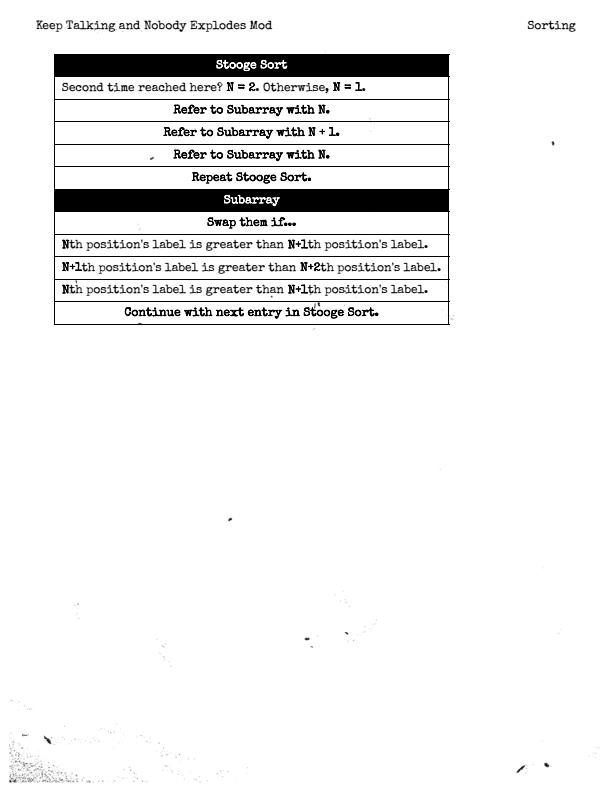 Keep Talking and Nobody Explodes Mod
Sorting
Stooge Sort
Second time reached here? N = 2. Otherwise, N = 1.
Refer to Subarray with N.
Refer to Subarray with N + 1.
Refer to Subarray with N.
Repeat Stooge Sort.
Subarray
Swap them if...
Nth position's label is greater than N+1th position's label.
N+1th position's label is greater than N+2th position's label.
Nth position's label is greater than N+1th position's label.
Continue with next entry in Stooge Sort.